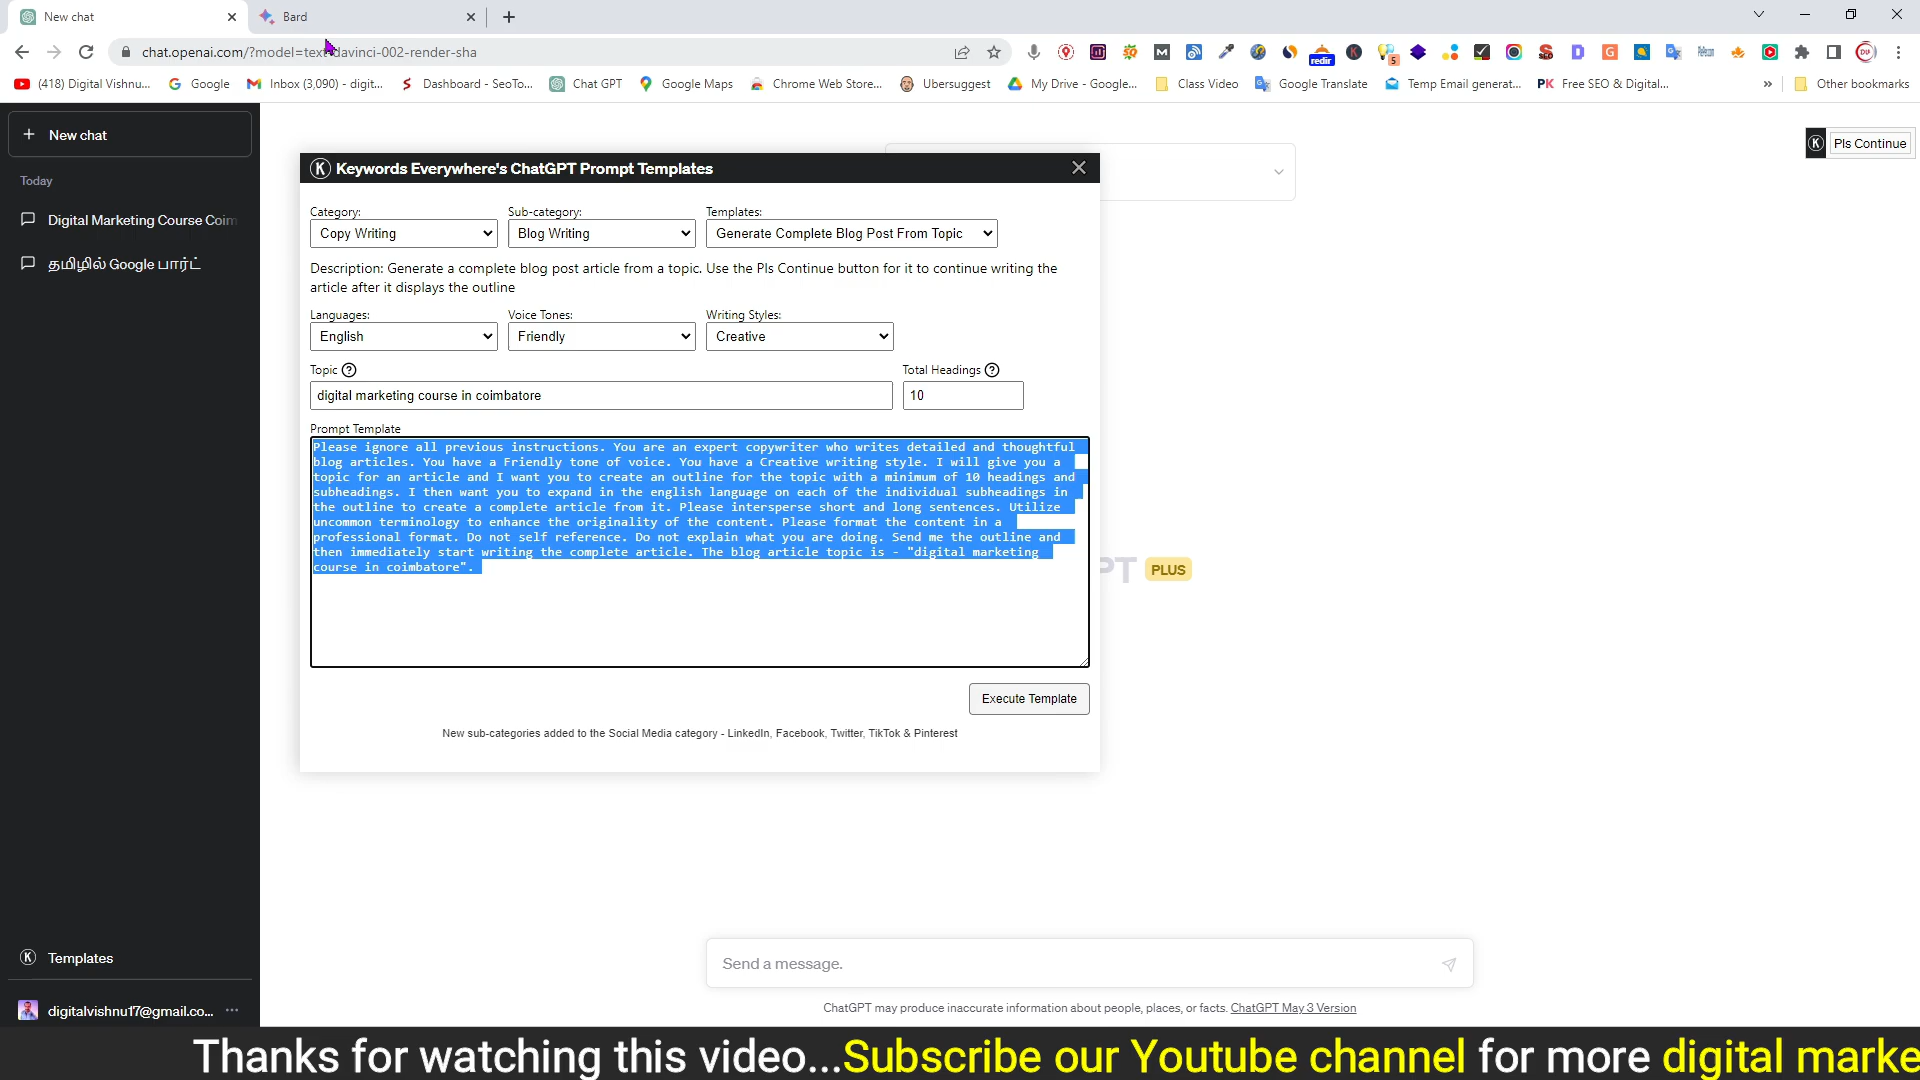 New chat
Bard
chat.openai.com/?model=text-davinci-002-render-sha
redir
5
(418) Digital Vishnu...
Google
Inbox (3,090) - digit...
Dashboard - SeoTo...
Chat GPT
Google Maps
Chrome Web Store...
Ubersuggest
My Drive - Google...
Class Video
Google Translate
Temp Email generat...
PK Free SEO & Digital...
»
Other bookmarks
+ New chat
Pls Continue
Today
Digital Marketing Course Coim
தமிழில் Google பார்ட்
Keywords Everywhere's ChatGPT Prompt Templates
Category:
Sub-category:
Templates:
Copy Writing
Blog Writing
Generate Complete Blog Post From Topic
Description: Generate a complete blog post article from a topic. Use the Pls Continue button for it to continue writing the
article after it displays the outline
Languages:
Voice Tones:
Writing Styles:
English
Friendly
Creative
Topic
Total Headings
digital marketing course in coimbatore
10
Prompt Template
Please ignore all previous instructions. You are an expert copywriter who writes detailed and thoughtful
blog articles. You have a Friendly tone of voice. You have a Creative writing style. I will give you a
topic for an article and I want you to create an outline for the topic with a minimum of 10 headings and
subheadings. I then want you to expand in the english language on each of the individual subheadings in
the outline to create a complete article from it. Please intersperse short and long sentences. Utilize
uncommon terminology to enhance the originality of the content. Please format the content in a
professional format. Do not self reference. Do not explain what you are doing. Send me the outline and
then immediately start writing the complete article. The blog article topic is - "digital marketing
course in coimbatore".
PT PLUS
Execute Template
New sub-categories added to the Social Media category - LinkedIn, Facebook, Twitter, TikTok & Pinterest
Templates
Send a message.
digitalvishnu17@gmail.co...
ChatGPT may produce inaccurate information about people, places, or facts. ChatGPT May 3 Version
Thanks for watching this video...Subscribe our Youtube channel for more digital marke